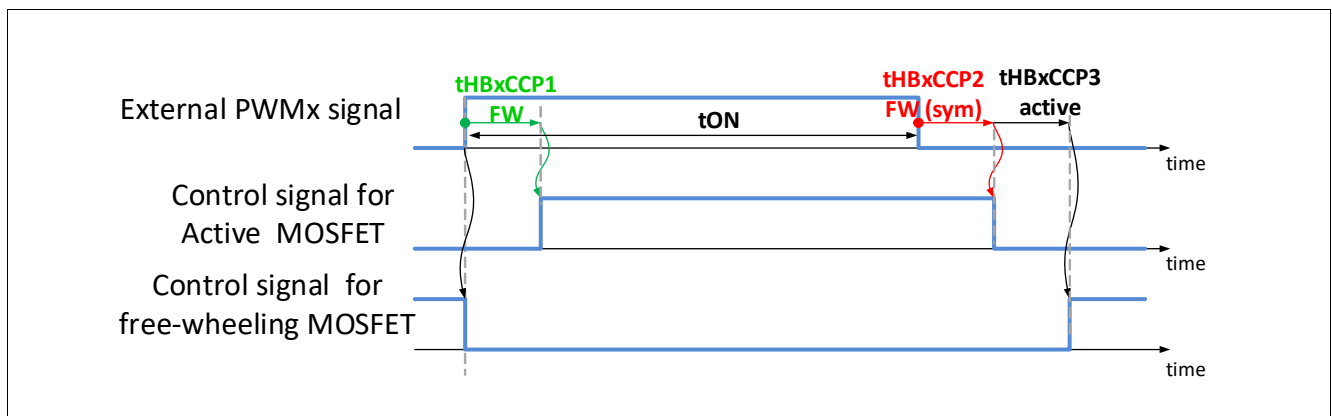 tHBxCCP1
FW
tHBxCCP2
FW (sym)
tHBxCCP3
active
External PWMx signal
tON
time
Control signal for
Active MOSFET
time
Control signal for
free-wheeling MOSFET
time